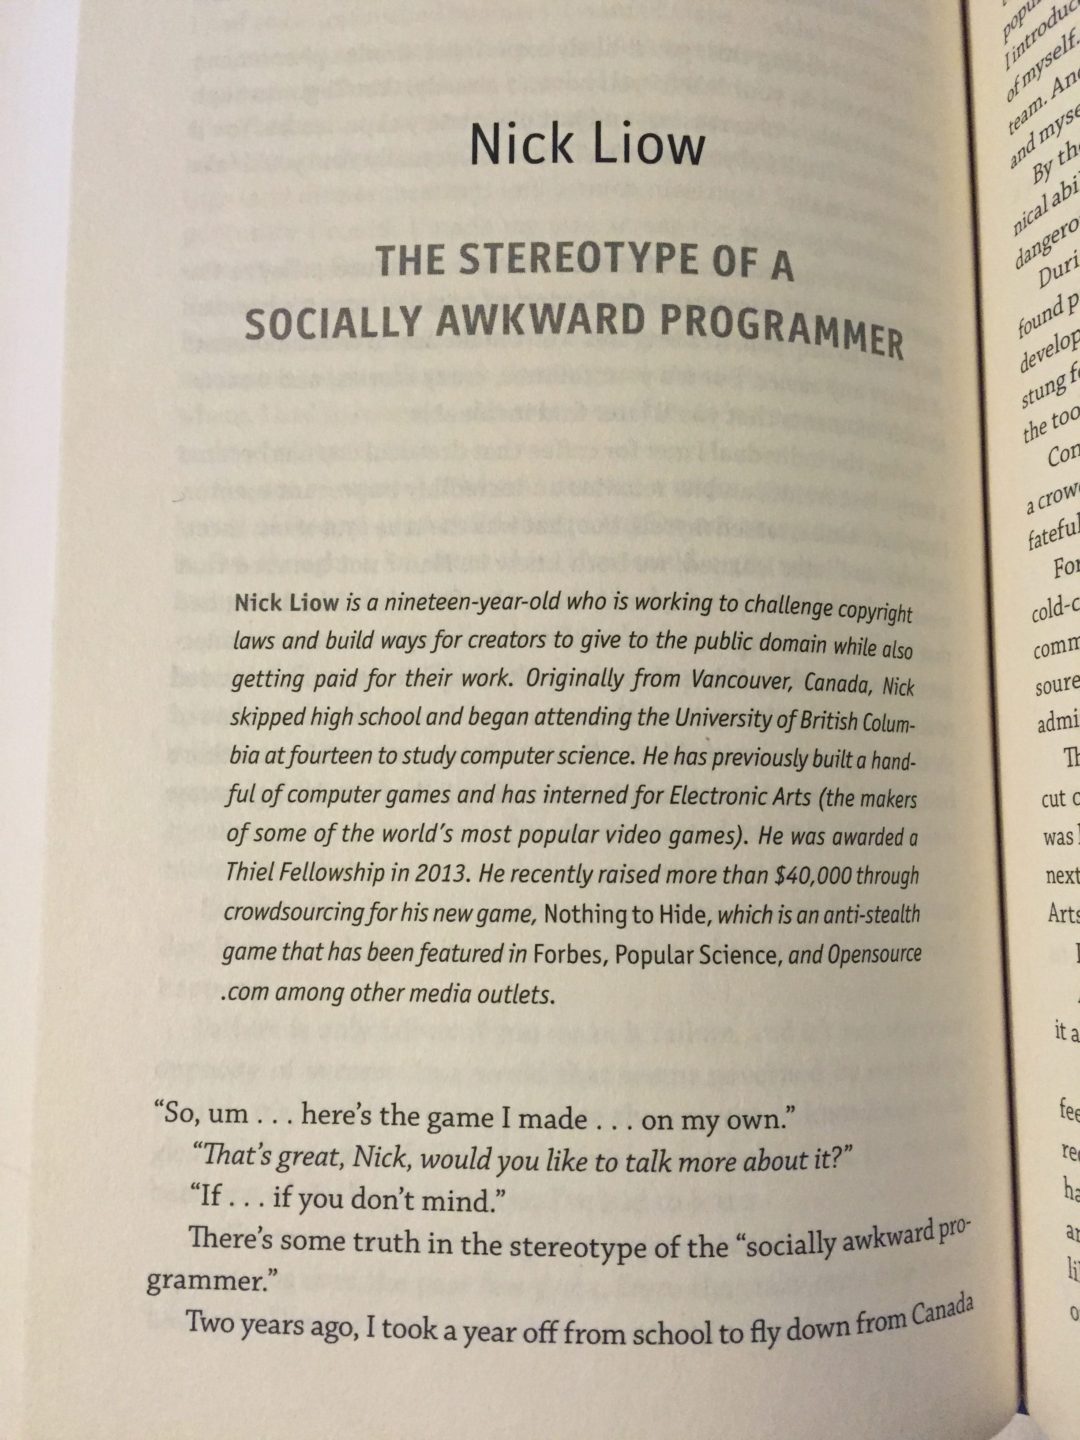 Nick Liow
THE STEREOTYPE OF A
SOCIALLY AWKWARD PROGRAMMER
Nick Liow is a nineteen-year-old who is working to challenge copyright
laws and build ways for creators to give to the public domain while also
getting paid for their work. Originally from Vancouver, Canada, Nick
skipped high school and began attending the University of British Colum-
bia at fourteen to study computer science. He has previously built a hand-
ful of computer games and has interned for Electronic Arts (the makers
of some of the world's most popular video games). He was awarded a
Thiel Fellowship in 2013. He recently raised more than $40,000 through
crowdsourcing for his new game, Nothing to Hide, which is an anti-stealth
game that has been featured in Forbes, Popular Science, and Opensource
.com among other media outlets.
“So, um . . . here’s the game I made . . . on my own.”
“That’s great, Nick, would you like to talk more about it?”
“If . . . if you don’t mind.”
There’s some truth in the stereotype of the “socially awkward pro-
grammer.”
Two years ago, I took a year off from school to fly down from Canada
I introduc
of myself.
team. And
and myse
By th
nical abi
dangero
Duri
found p
develop
stung f
the too
Con
a crow
fateful
For
cold-c
comm
soure
admi
Th
cut o
was
next
Arts
it a
fee